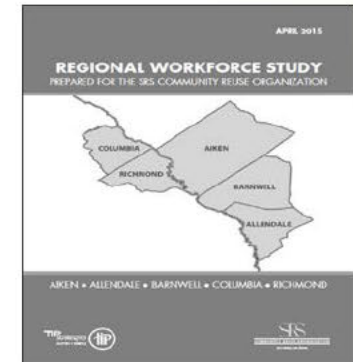 APRIL 2015
REGIONAL WORKFORCE STUDY
PREPARED FOR THE SRS COMMUNITY REUSE ORGANIZATION
COLUMBIA
AIKEN
RICHMOND
BARNWELL
ALLENDALE
AIKEN • ALLENDALE • BARNWELL • COLUMBIA • RICHMOND
SRS